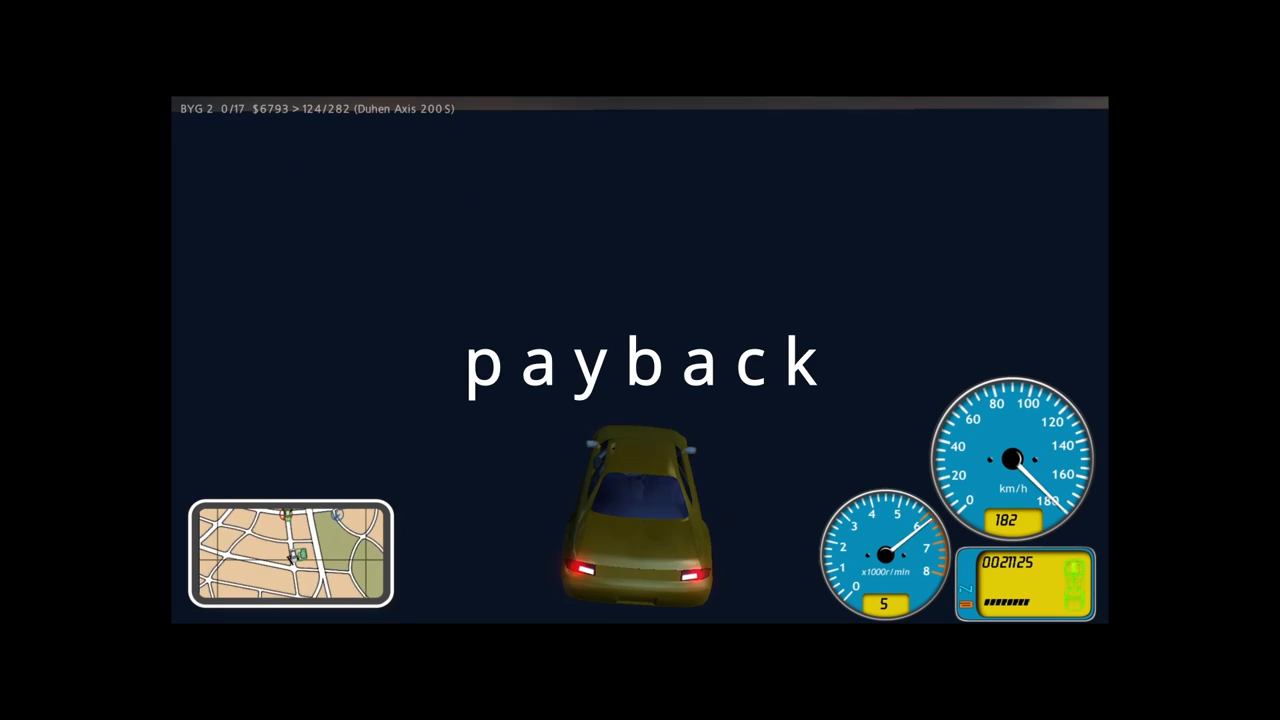 BYG 2 0/17 $6793 > 124/282 (Duhen Axis 200S)
p a y b a c k
0 20 40 60 80 100 120 140 160 180
km/h
182
0 1 2 3 4 5 6 7 8
x1000r/min
5
0021125